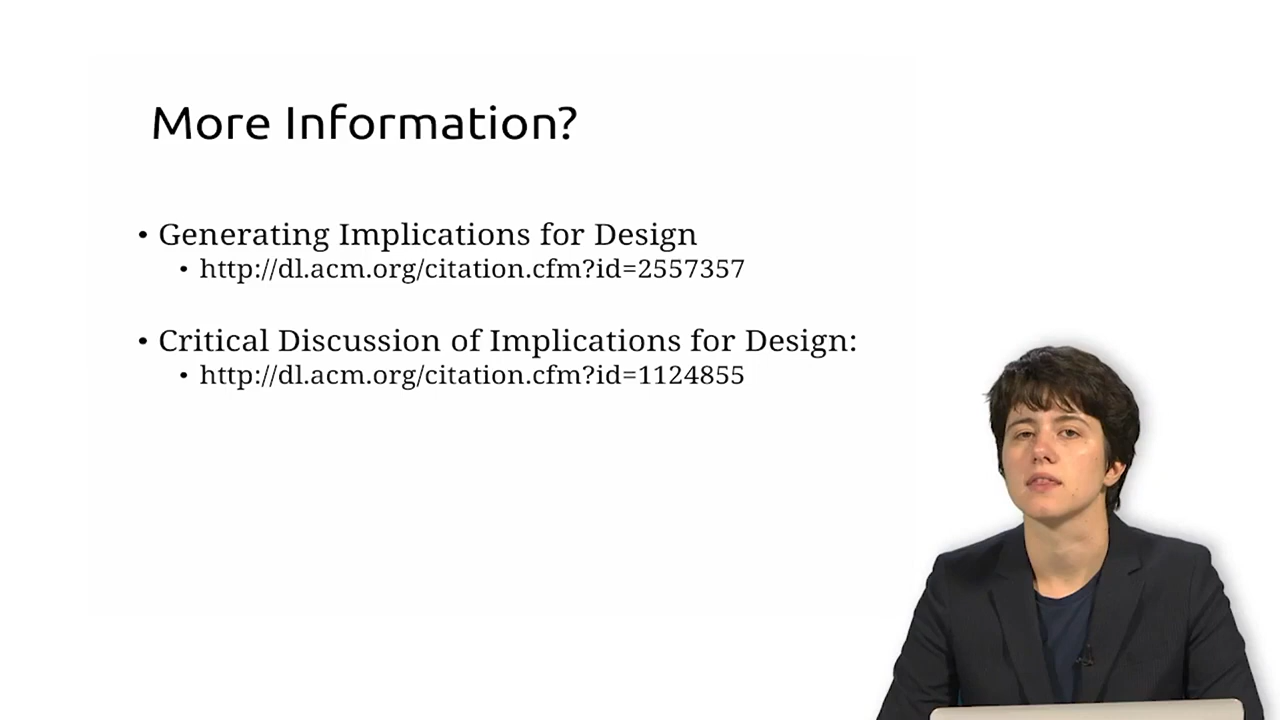 More Information?
• Generating Implications for Design
• http://dl.acm.org/citation.cfm?id=2557357
• Critical Discussion of Implications for Design:
• http://dl.acm.org/citation.cfm?id=1124855